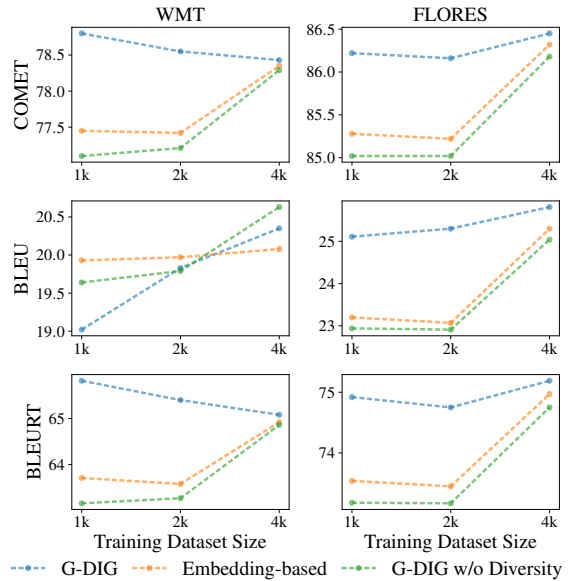 WMT FLORES
COMET
78.5
78.0
77.5
1k 2k 4k
86.5
86.0
85.5
85.0
1k 2k 4k
BLEU
20.5
20.0
19.5
19.0
1k 2k 4k
25
24
23
1k 2k 4k
BLEURT
65
64
1k 2k 4k
75
74
1k 2k 4k
Training Dataset Size Training Dataset Size
G-DIG Embedding-based G-DIG w/o Diversity